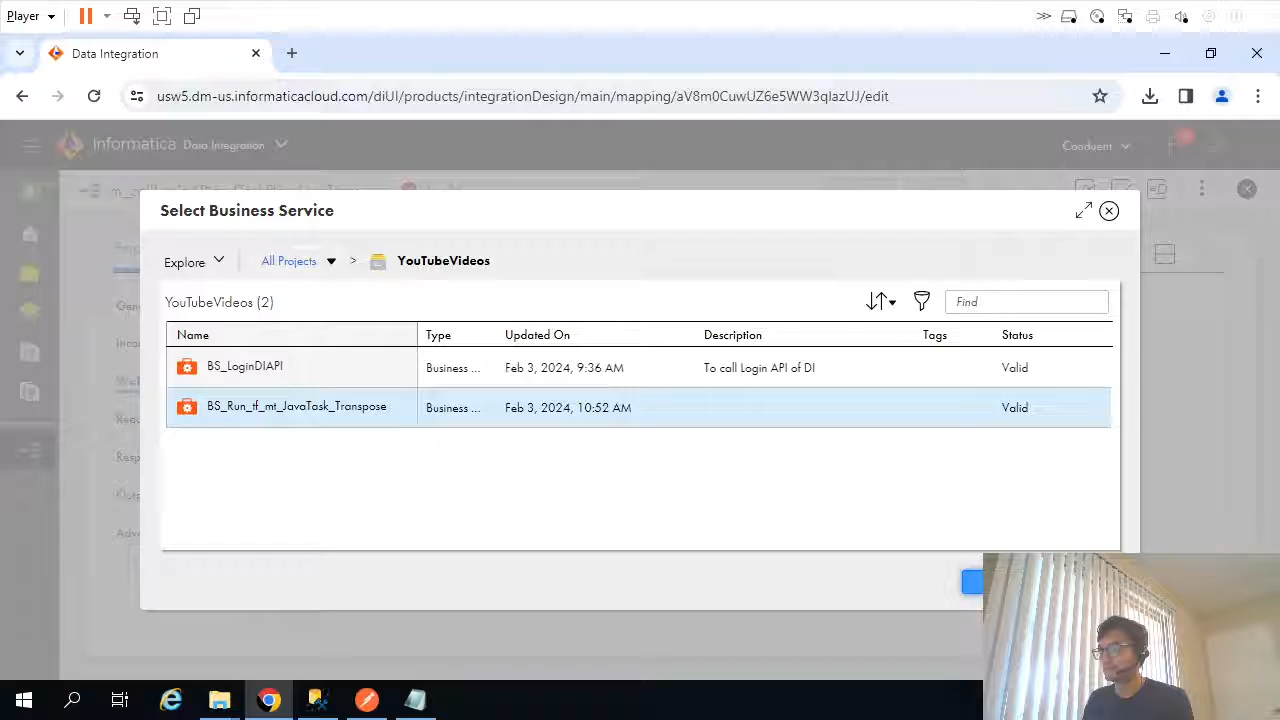 Player
Data Integration
usw5.dm-us.informaticacloud.com/diUI/products/integrationDesign/main/mapping/aV8m0CuwUZ6e5WW3qIazUJ/edit
Informatica Data Integration
Conduent
Select Business Service
Explore All Projects > YouTubeVideos
YouTubeVideos (2)
Find
Name Type Updated On Description Tags Status
BS_LoginDIAPI Business ... Feb 3, 2024, 9:36 AM To call Login API of DI Valid
BS_Run_tf_mt_JavaTask_Transpose Business ... Feb 3, 2024, 10:52 AM Valid